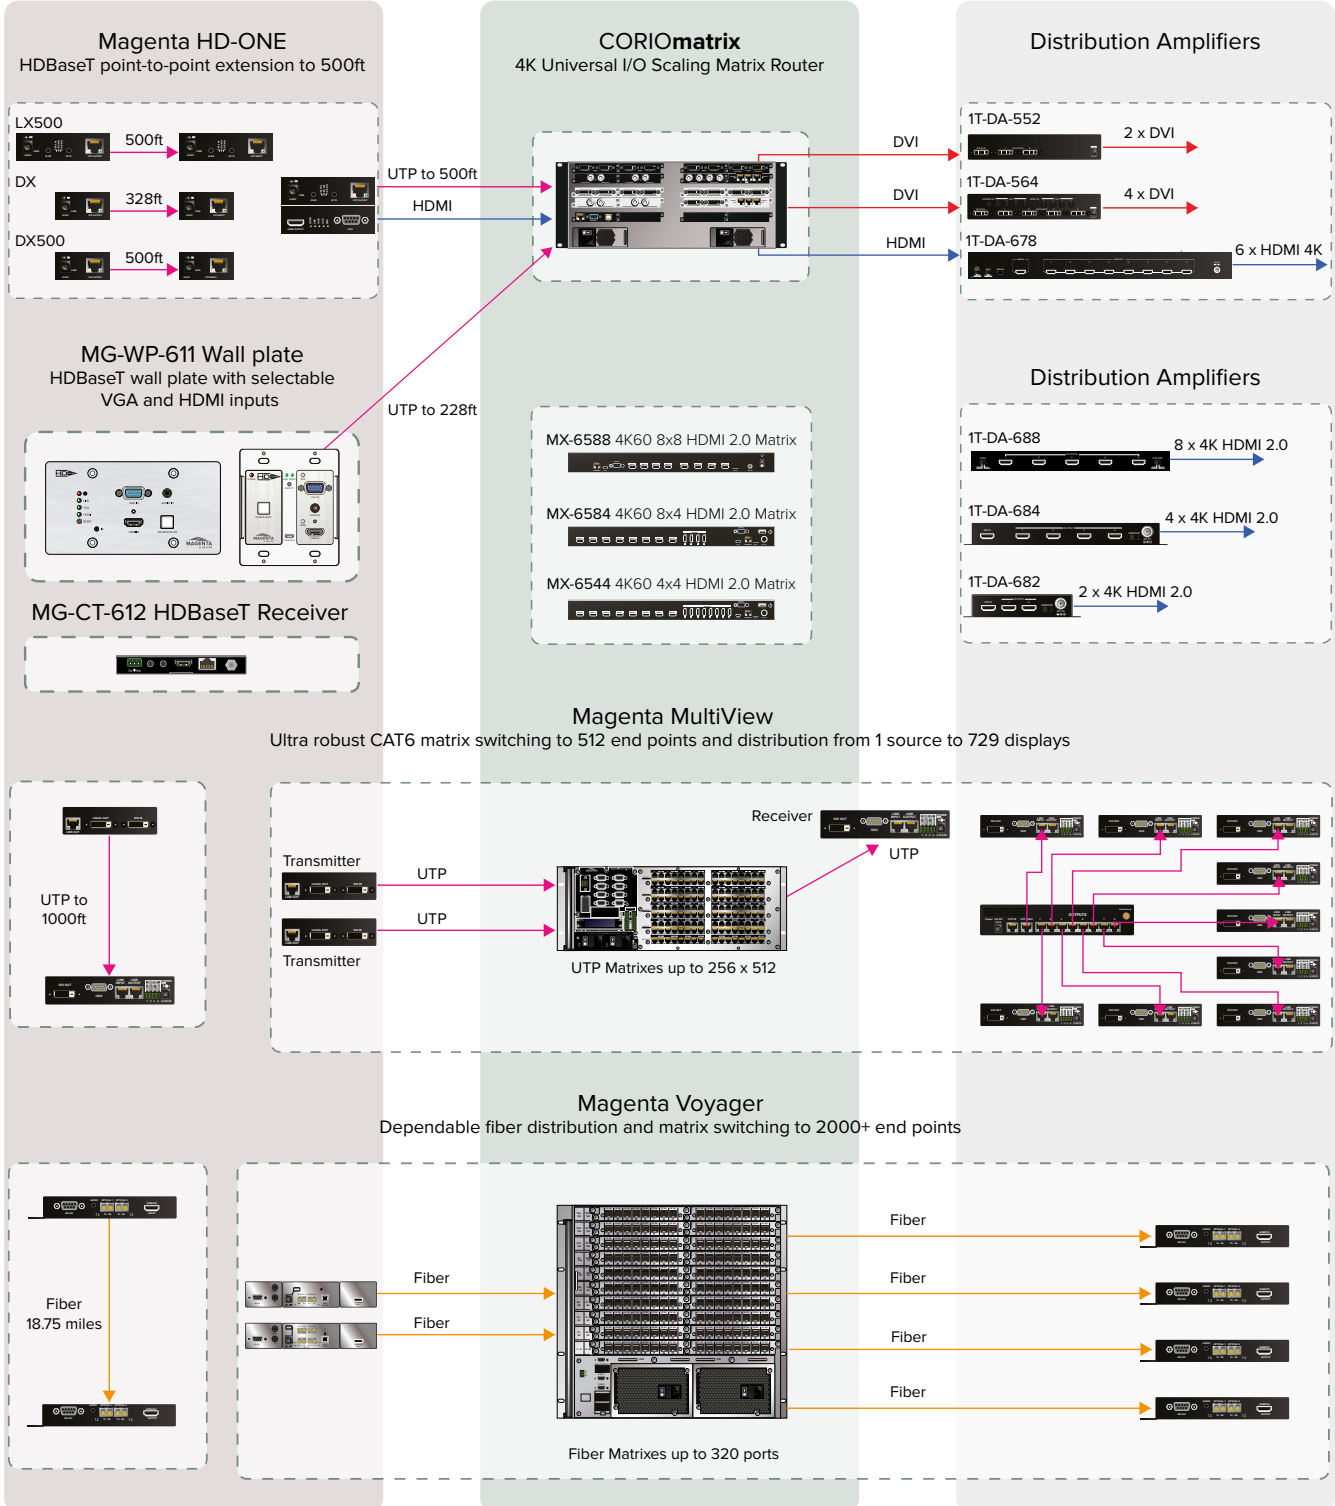 Magenta HD-ONE
HDBaseT point-to-point extension to 500ft
LX500
500ft
DX
328ft
DX500
500ft
UTP to 500ft
HDMI
MG-WP-611 Wall plate
HDBaseT wall plate with selectable
VGA and HDMI inputs
UTP to 228ft
MAGENTA
MAGENTA
MG-CT-612 HDBaseT Receiver
CORIOmatrix
4K Universal I/O Scaling Matrix Router
DVI
DVI
HDMI
MX-6588 4K60 8x8 HDMI 2.0 Matrix
MX-6584 4K60 8x4 HDMI 2.0 Matrix
MX-6544 4K60 4x4 HDMI 2.0 Matrix
Distribution Amplifiers
1T-DA-552
2 x DVI
1T-DA-564
4 x DVI
1T-DA-678
6 x HDMI 4K
Distribution Amplifiers
1T-DA-688
8 x 4K HDMI 2.0
1T-DA-684
4 x 4K HDMI 2.0
1T-DA-682
2 x 4K HDMI 2.0
Magenta MultiView
Ultra robust CAT6 matrix switching to 512 end points and distribution from 1 source to 729 displays
UTP to
1000ft
Transmitter
UTP
UTP
Transmitter
UTP Matrixes up to 256 x 512
Receiver
UTP
OUTPUTS
Magenta Voyager
Dependable fiber distribution and matrix switching to 2000+ end points
Fiber
18.75 miles
Fiber
Fiber
Fiber
Fiber
Fiber
Fiber
Fiber Matrixes up to 320 ports